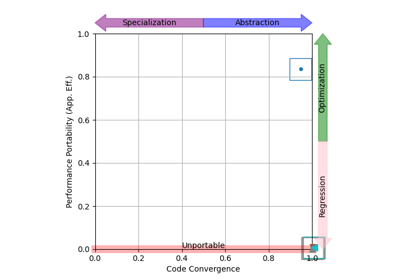 Specialization Abstraction
1.0
0.8
0.6
0.4
0.2
0.0
Performance Portability (App. Eff.)
Optimization
Regression
Unportable
0.0 0.2 0.4 0.6 0.8 1.0
Code Convergence